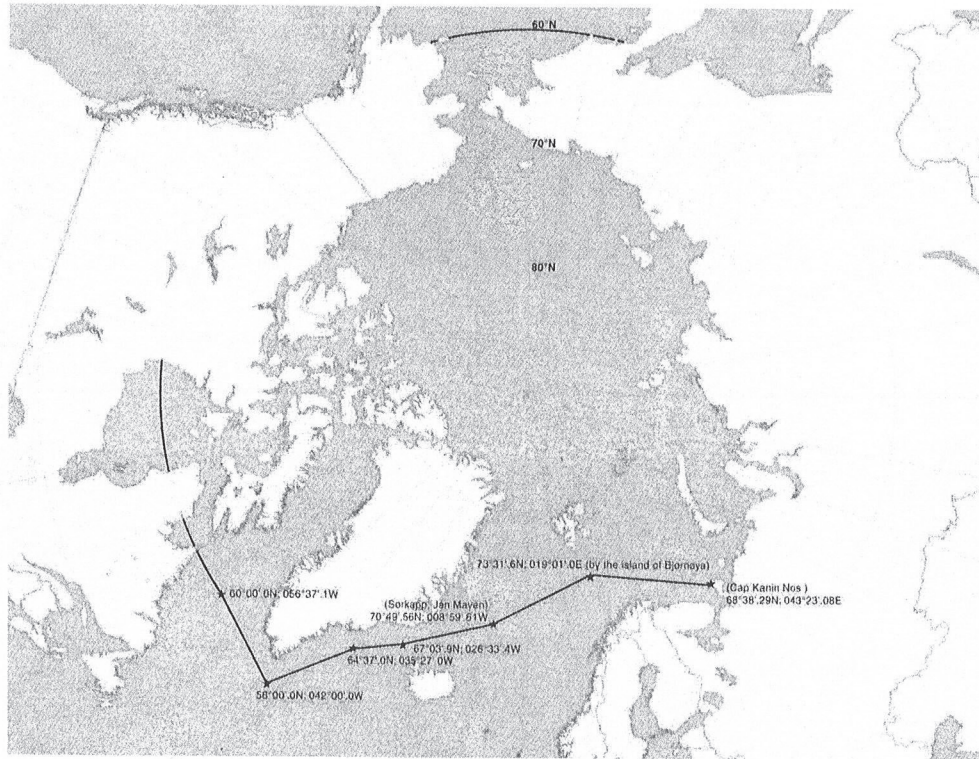 60°N
70°N
80°N
73°31'.6N; 019°01'.0E (by the island of Bjornoya)
(Cap Kanin Nos )
68°38'.29N; 043°23'.08E
60°00'.0N; 056°37'.1W
(Sørkapp, Jan Mayen)
70°49'.56N; 008°59'.61W
67°03'.9N; 026°33'.4W
64°37'.0N; 035°27'.0W
58°00'.0N; 042°00'.0W